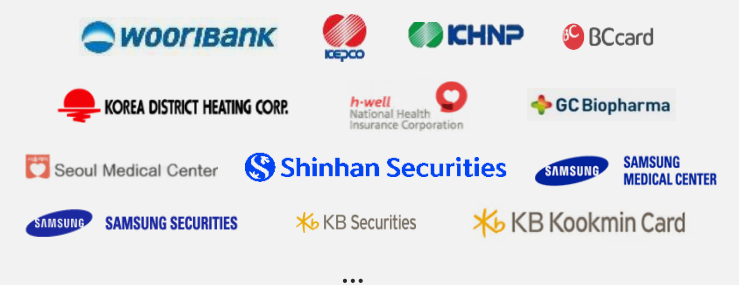 WOORIBANK
KEPCO
KHNP
BC
BCcard
KOREA DISTRICT HEATING CORP.
h-well
National Health
Insurance Corporation
GC Biopharma
Seoul Medical Center
Shinhan Securities
SAMSUNG
SAMSUNG
MEDICAL CENTER
SAMSUNG
SAMSUNG SECURITIES
KB Securities
KB Kookmin Card
...